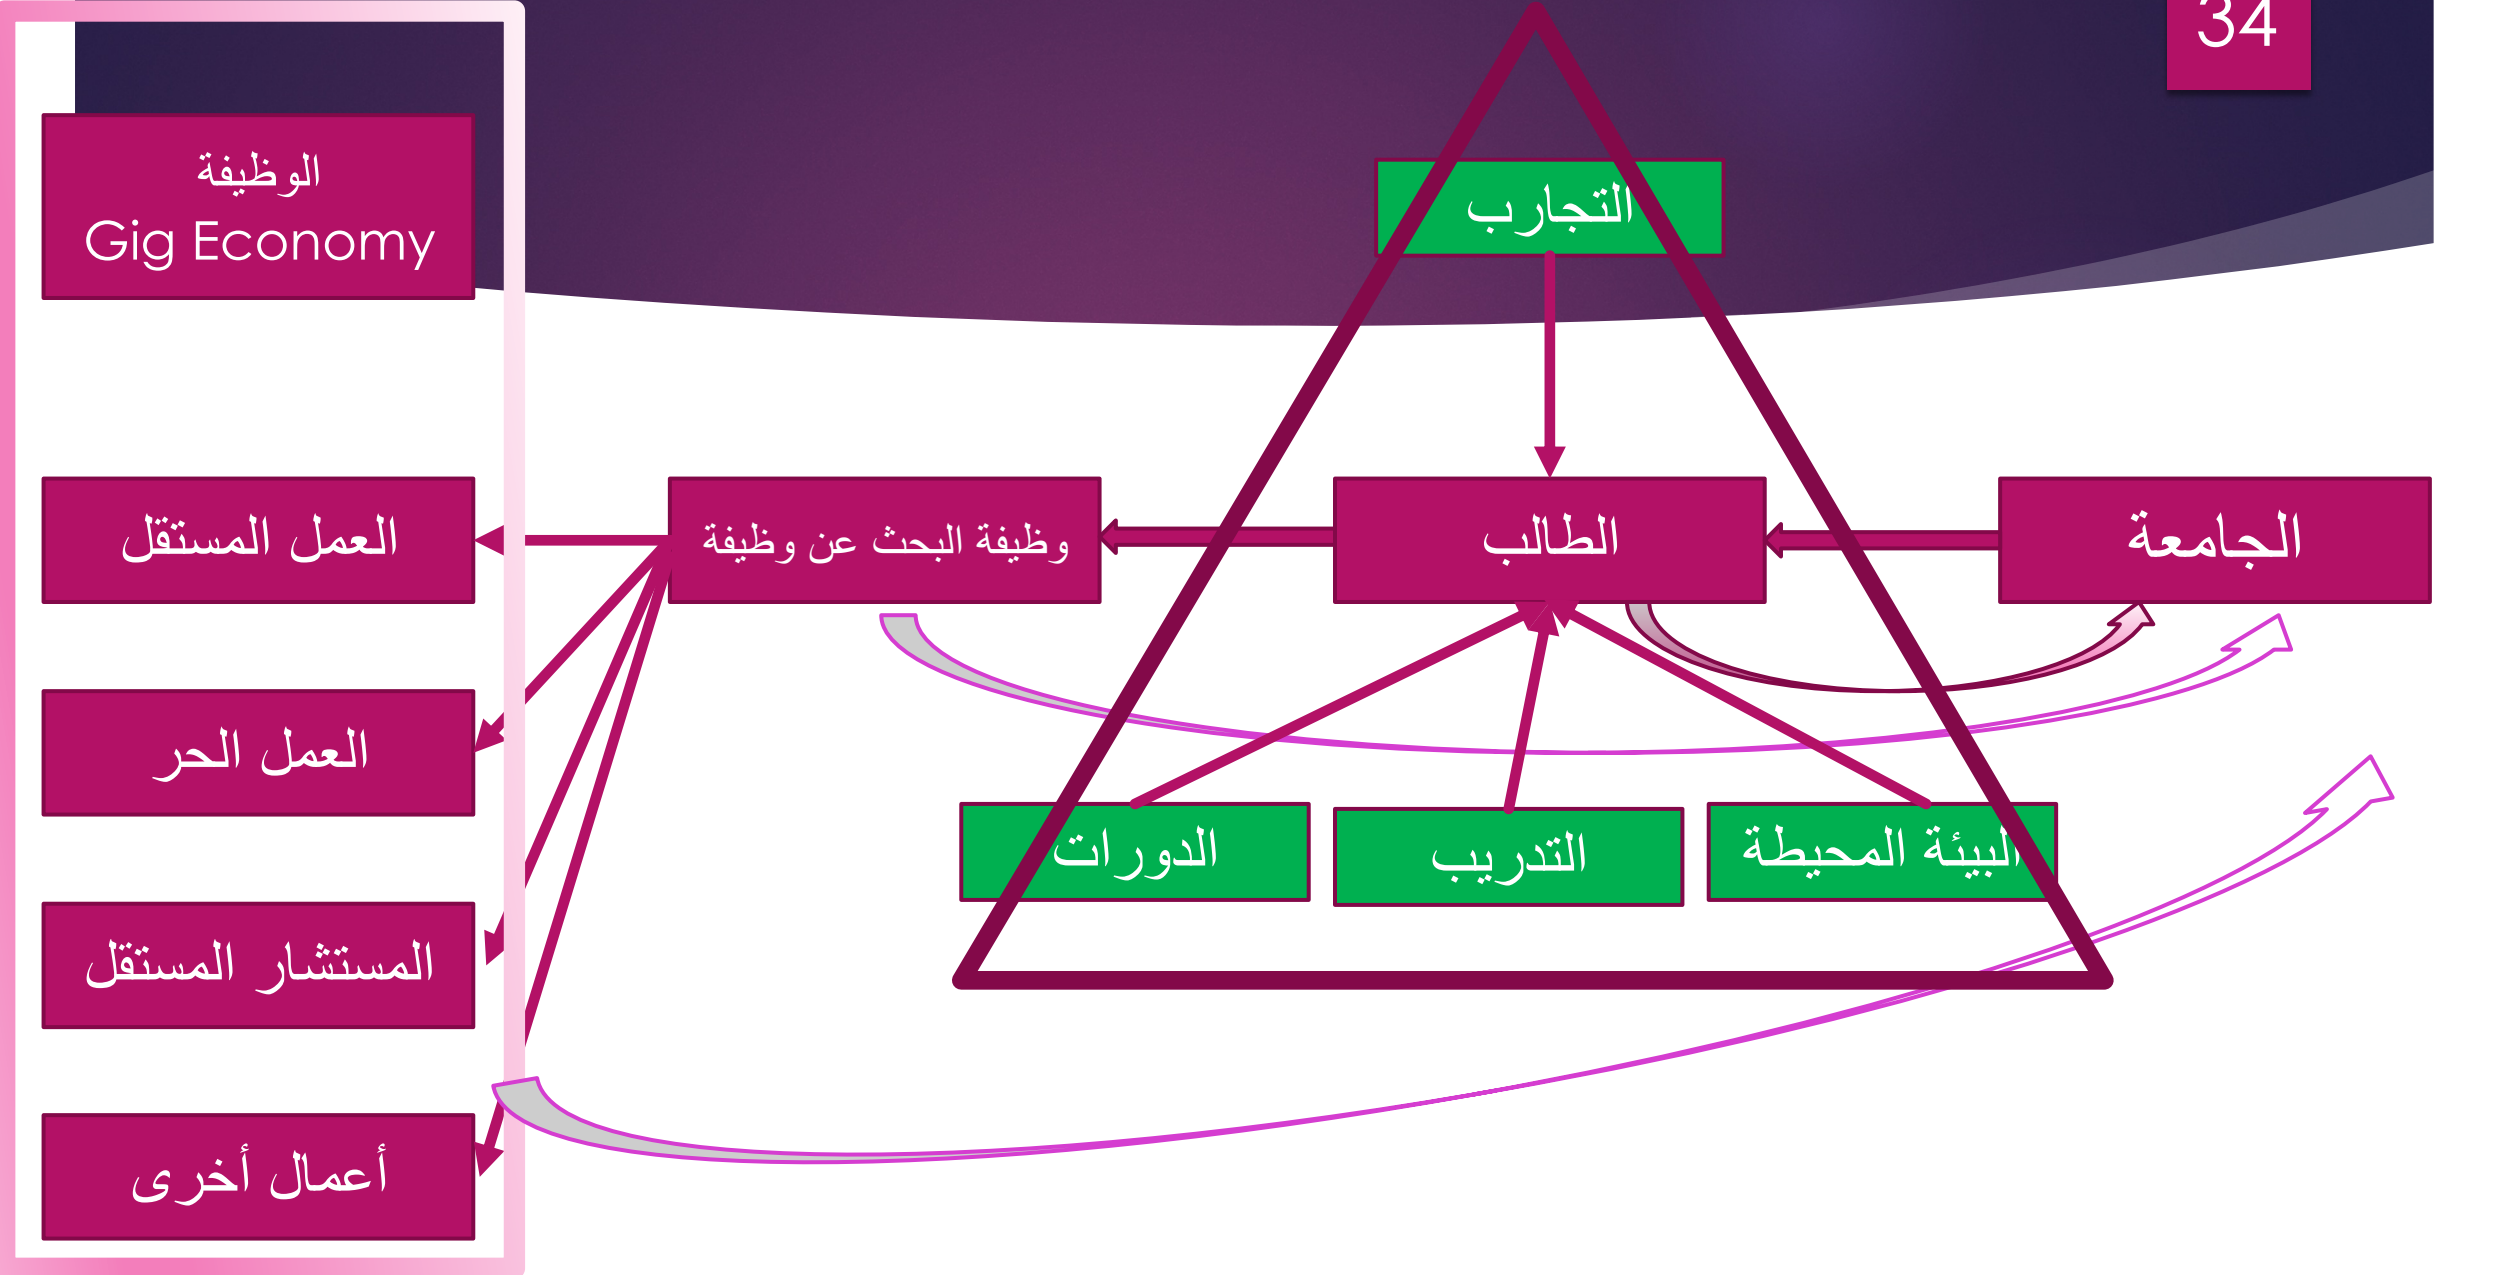 34
الوظيفة
Gig Economy
التجارب
الجامعة
الطالب
وظيفة البحث عن وظيفة
العمل المستقل
العمل الحر
البيئة المحيطة
التدريب
الدورات
المستشار المستقل
أعمال أخرى